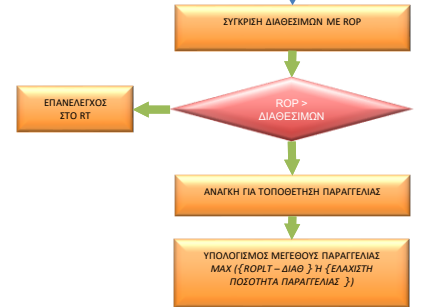 ΣΥΓΚΡΙΣΗ ΔΙΑΘΕΣΙΜΩΝ ΜΕ ROP
ΕΠΑΝΕΛΕΓΧΟΣ
ΣΤΟ RT
ROP >
ΔΙΑΘΕΣΙΜΩΝ
ΑΝΑΓΚΗ ΓΙΑ ΤΟΠΟΘΕΤΗΣΗ ΠΑΡΑΓΓΕΛΙΑΣ
ΥΠΟΛΟΓΙΣΜΟΣ ΜΕΓΕΘΟΥΣ ΠΑΡΑΓΓΕΛΙΑΣ
MAX ({ROPLT – ΔΙΑΘ } Ή {ΕΛΑΧΙΣΤΗ
ΠΟΣΟΤΗΤΑ ΠΑΡΑΓΓΕΛΙΑΣ })